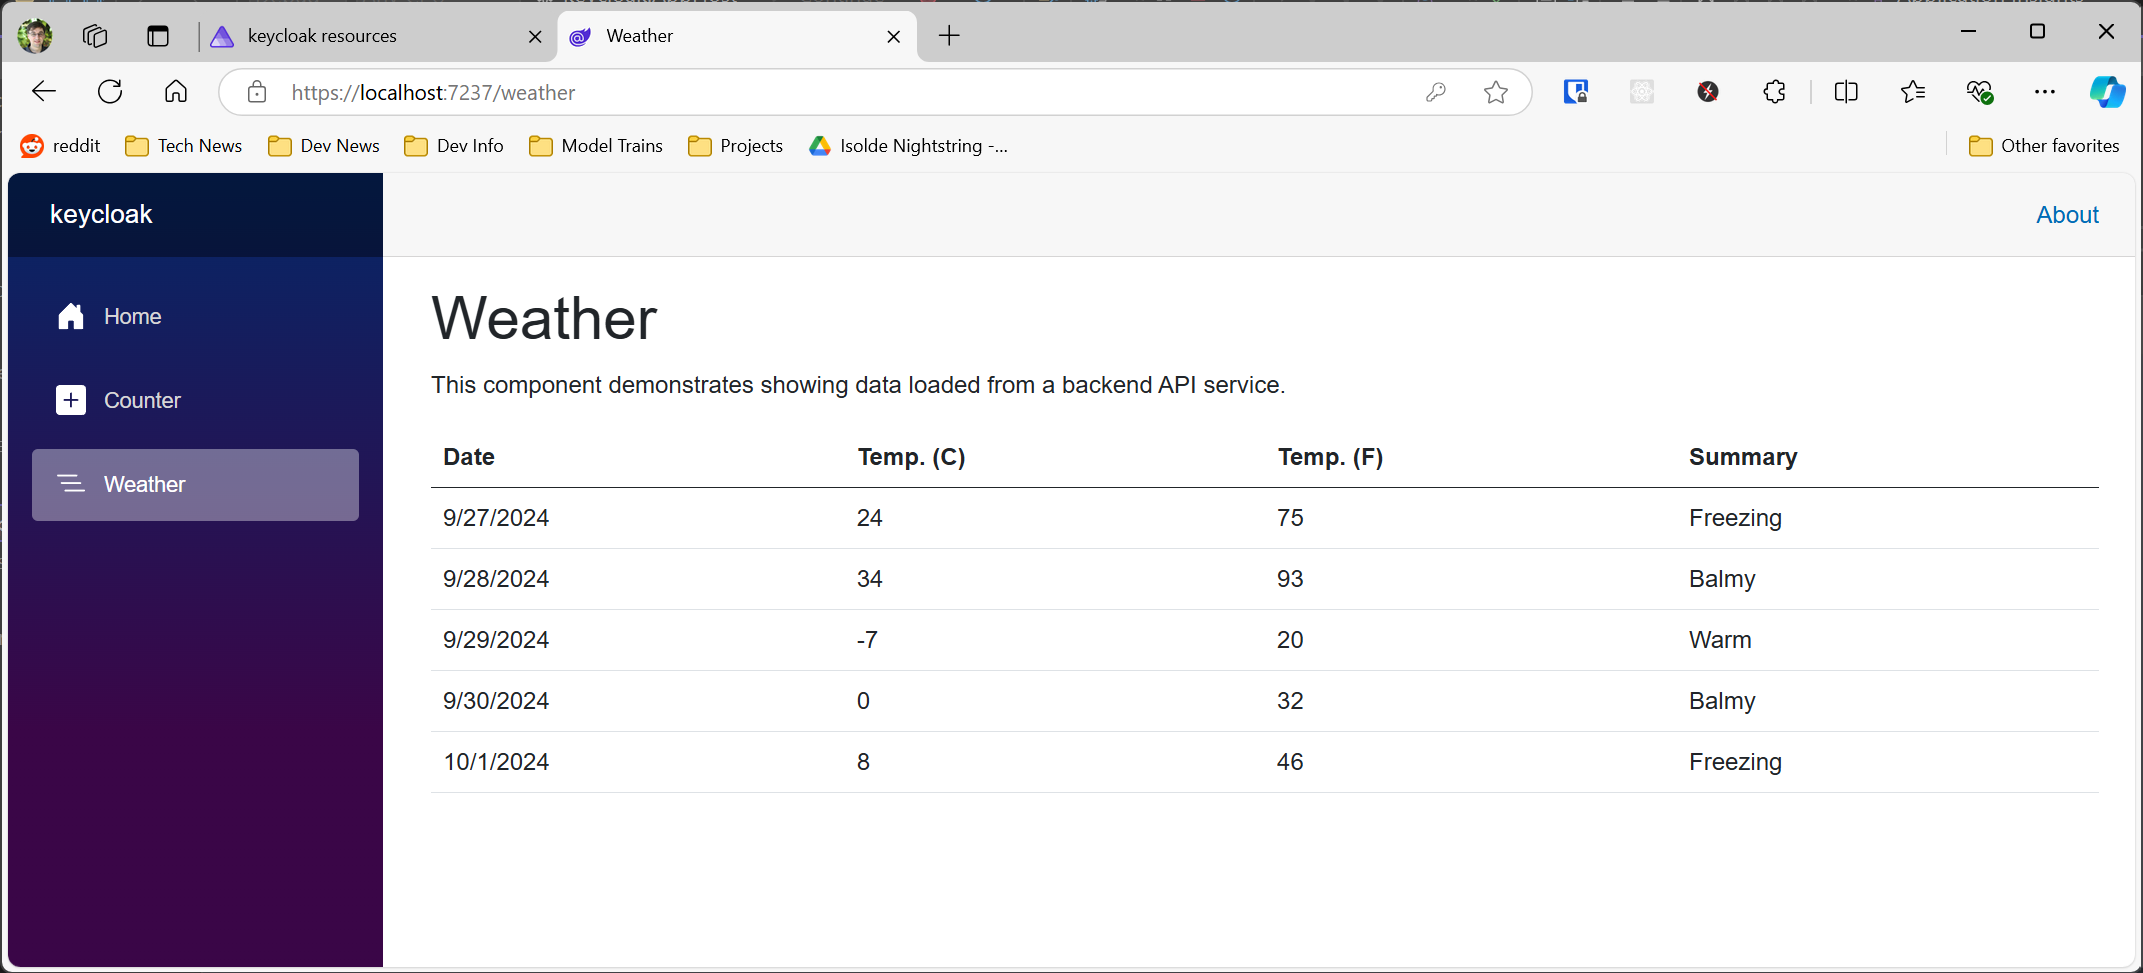 keycloak resources
Weather
https://localhost:7237/weather
reddit Tech News Dev News Dev Info Model Trains Projects Isolde Nightstring -... Other favorites
keycloak
About
Home
Counter
Weather
Weather
This component demonstrates showing data loaded from a backend API service.
Date Temp. (C) Temp. (F) Summary
9/27/2024 24 75 Freezing
9/28/2024 34 93 Balmy
9/29/2024 -7 20 Warm
9/30/2024 0 32 Balmy
10/1/2024 8 46 Freezing